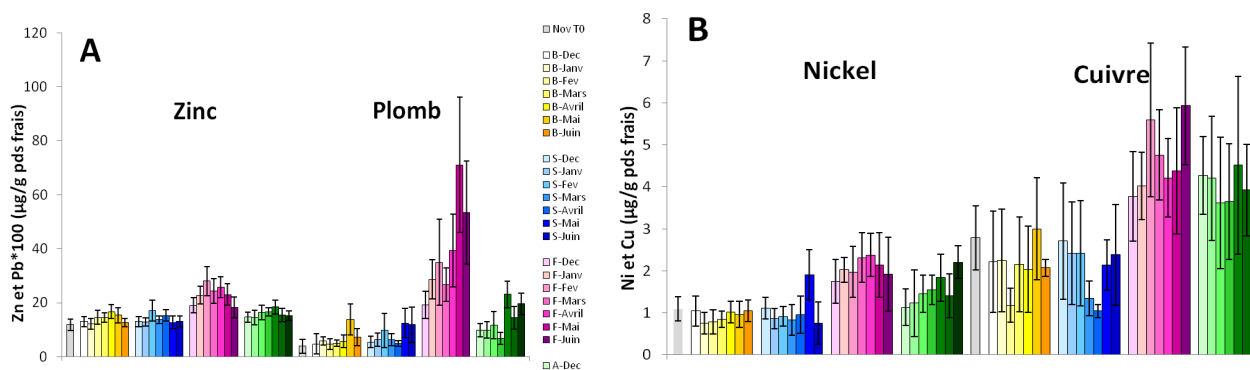 A
Zn et Pb*100 (µg/g pds frais)
120
100
80
60
40
20
0
Zinc
Plomb
Nov T0
B-Dec
B-Janv
B-Fev
B-Mars
B-Avril
B-Mai
B-Juin
S-Dec
S-Janv
S-Fev
S-Mars
S-Avril
S-Mai
S-Juin
F-Dec
F-Janv
F-Fev
F-Mars
F-Avril
F-Mai
F-Juin
A-Dec
B
Ni et Cu (µg/g pds frais)
8
7
6
5
4
3
2
1
0
Nickel
Cuivre